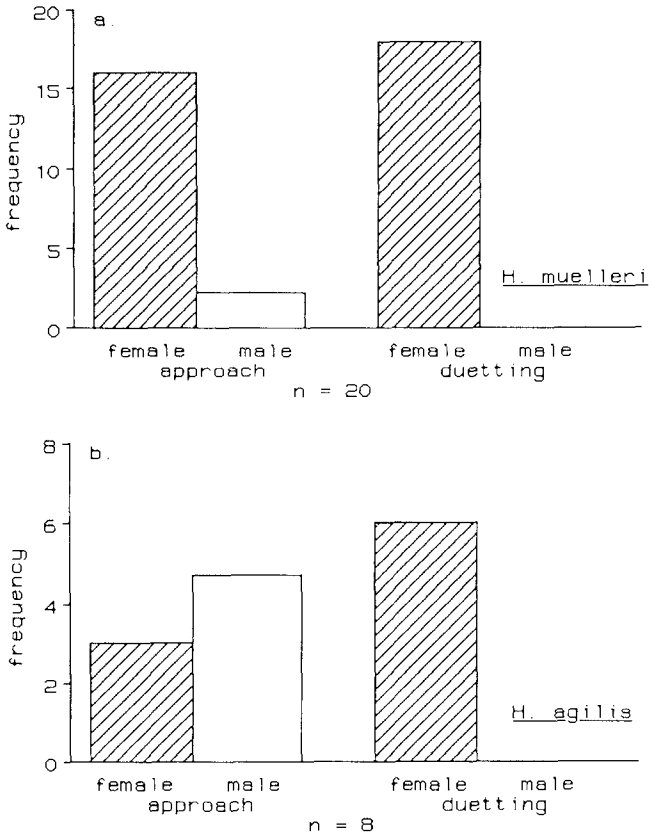 20
a.
15
10
5
0
frequency
H. muelleri
female male female male
approach duetting
n = 20
8
b.
6
4
2
0
frequency
H. agilis
female male female male
approach duetting
n = 8